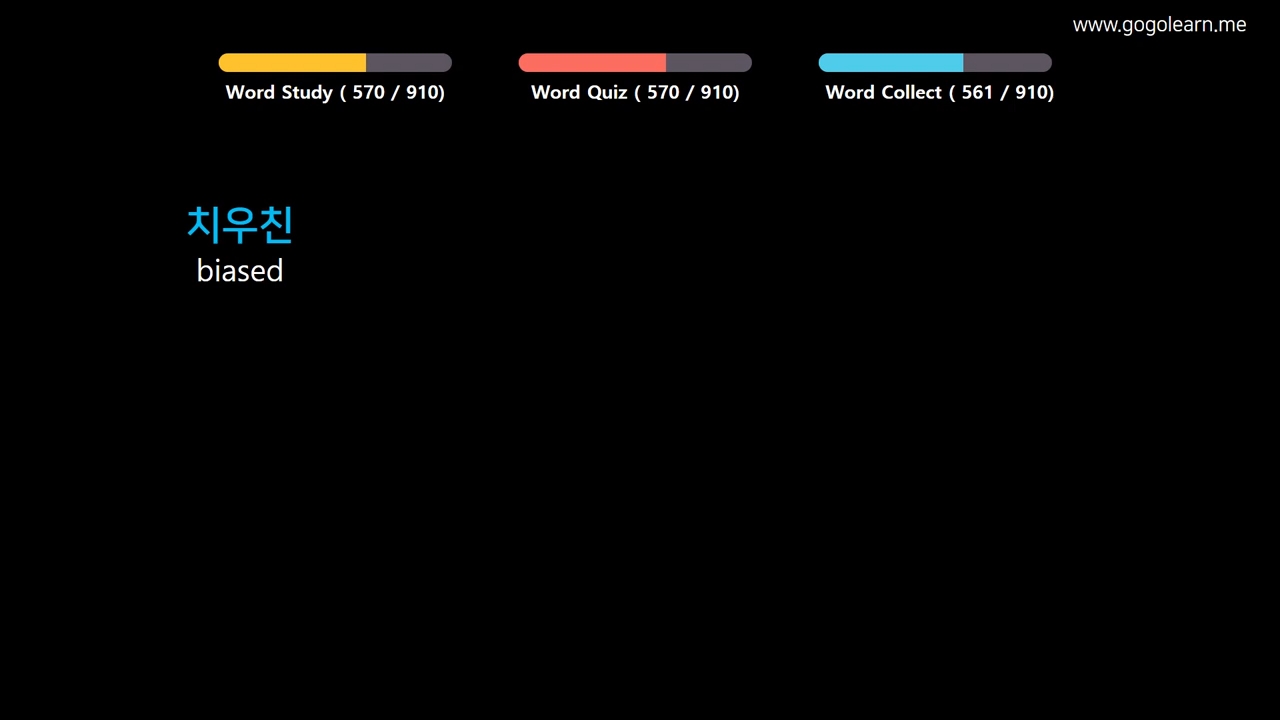 www.gogolearn.me
Word Study ( 570 / 910)
Word Quiz ( 570 / 910)
Word Collect ( 561 / 910)
치우친
biased